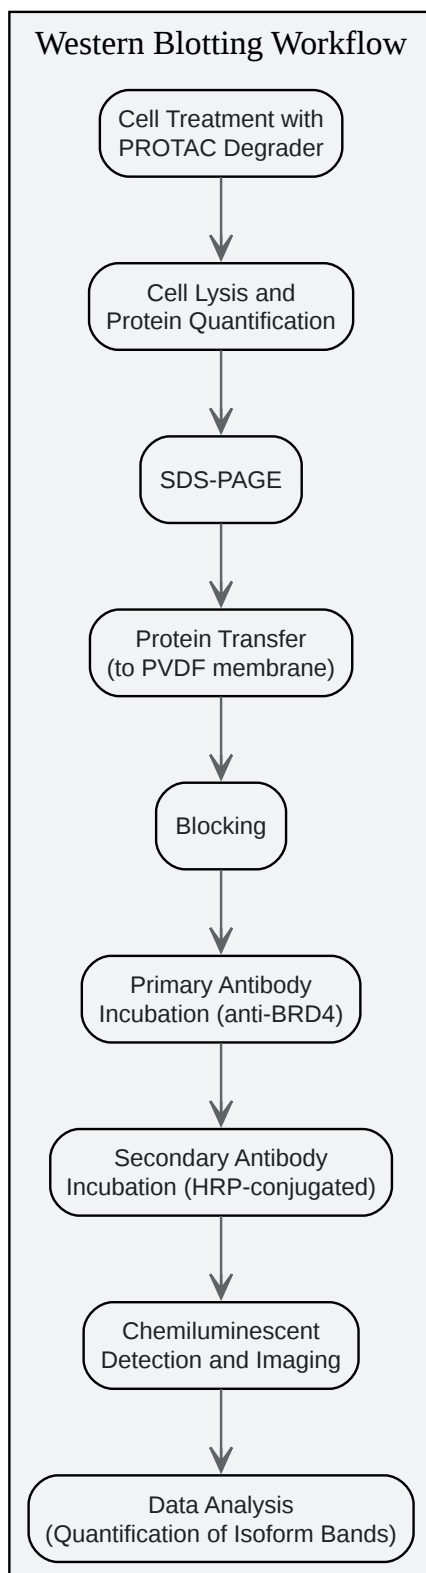 Western Blotting Workflow
Cell Treatment with
PROTAC Degrader
Cell Lysis and
Protein Quantification
SDS-PAGE
Protein Transfer
(to PVDF membrane)
Blocking
Primary Antibody
Incubation (anti-BRD4)
Secondary Antibody
Incubation (HRP-conjugated)
Chemiluminescent
Detection and Imaging
Data Analysis
(Quantification of Isoform Bands)